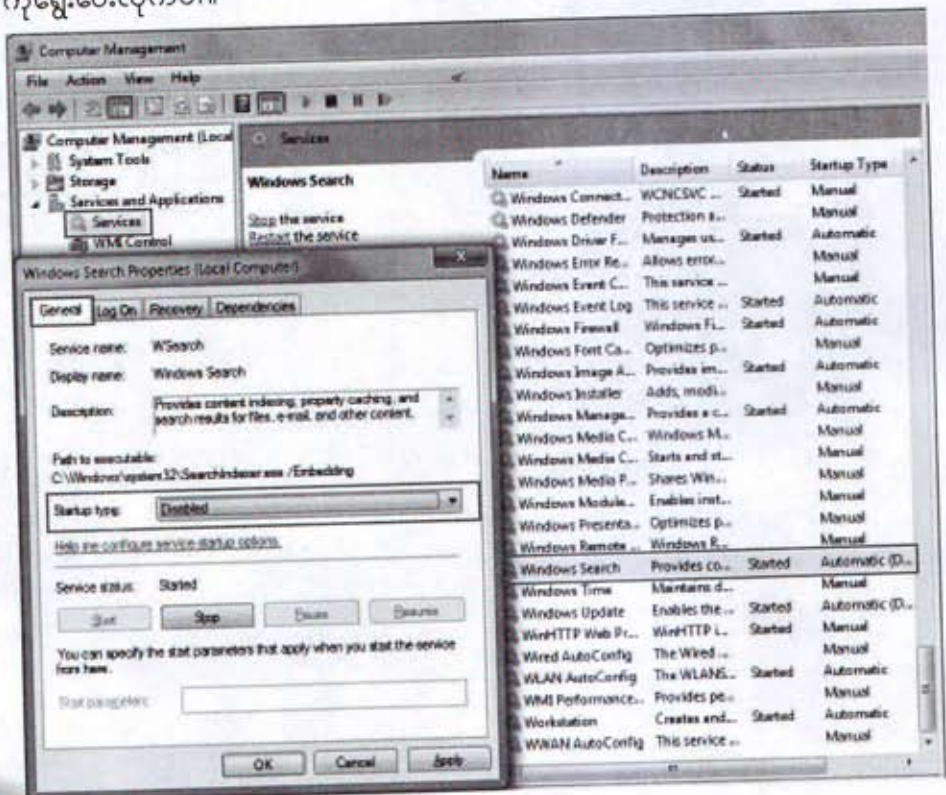 ကိုရွေးပေးလိုက်ပါ။
Computer Management
File Action View Help
Computer Management (Local
System Tools
Storage
Services and Applications
Services
WMI Control
Services
Windows Search
Stop the service
Restart the service
Name Description Status Startup Type
Windows Connect... WCNCSVC ... Started Manual
Windows Defender Protection a... Manual
Windows Driver F... Manages us... Started Automatic
Windows Error Re... Allows error... Manual
Windows Event C... This service ... Manual
Windows Event Log This service ... Started Automatic
Windows Firewall Windows Fi... Started Automatic
Windows Font Ca... Optimizes p... Manual
Windows Image A... Provides im... Started Automatic
Windows Installer Adds, modi... Manual
Windows Manage... Provides a c... Started Automatic
Windows Media C... Windows M... Manual
Windows Media C... Starts and st... Manual
Windows Media P... Shares Win... Manual
Windows Module... Enables inst... Manual
Windows Presenta... Optimizes p... Manual
Windows Remote ... Windows R... Manual
Windows Search Provides co... Started Automatic (D...
Windows Time Maintains d... Manual
Windows Update Enables the ... Started Automatic (D...
WinHTTP Web Pr... WinHTTP i... Started Manual
Wired AutoConfig The Wired ... Manual
WLAN AutoConfig The WLANS... Started Automatic
WMI Performance... Provides pe... Manual
Workstation Creates and... Started Automatic
WWAN AutoConfig This service ... Manual
Windows Search Properties (Local Computer)
General Log On Recovery Dependencies
Service name: WSearch
Display name: Windows Search
Description: Provides content indexing, property caching, and
search results for files, e-mail, and other content.
Path to executable:
C:\Windows\system32\SearchIndexer.exe /Embedding
Startup type: Disabled
Help me configure service startup options.
Service status: Started
Start Stop Pause Resume
You can specify the start parameters that apply when you start the service
from here.
Start parameters:
OK Cancel Apply